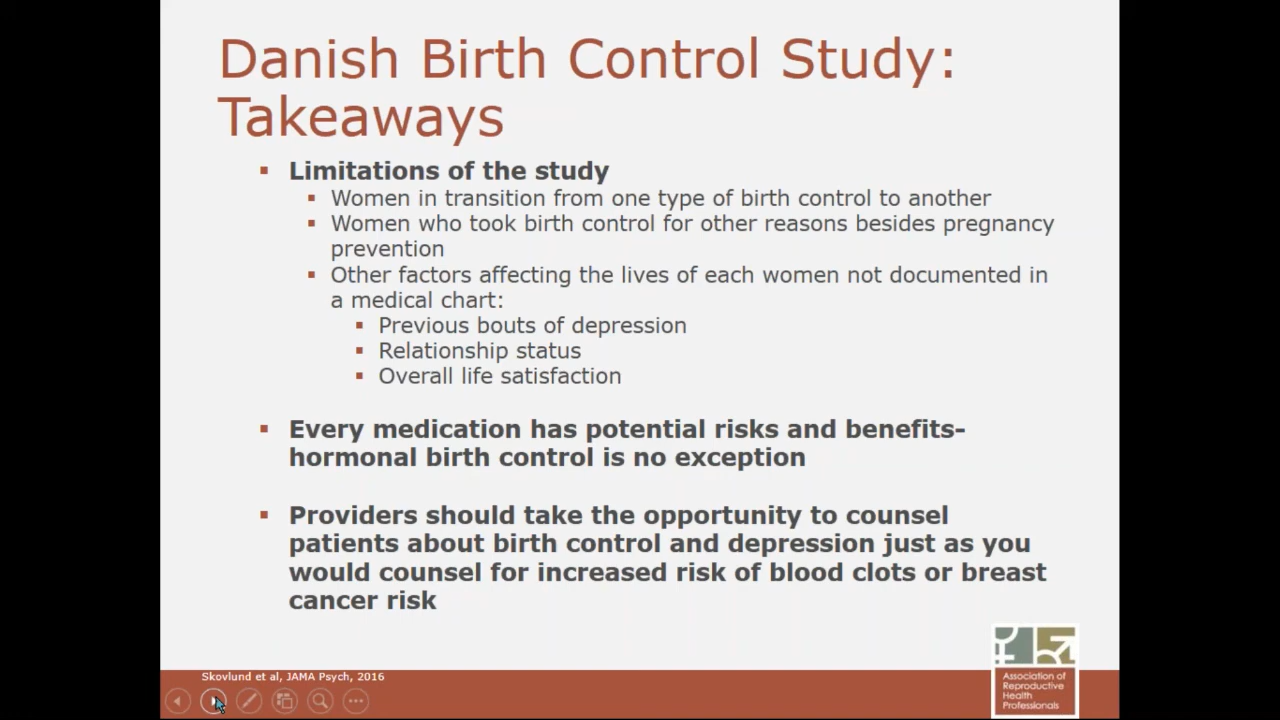 Danish Birth Control Study:
Takeaways
Limitations of the study
Women in transition from one type of birth control to another
Women who took birth control for other reasons besides pregnancy
prevention
Other factors affecting the lives of each women not documented in
a medical chart:
Previous bouts of depression
Relationship status
Overall life satisfaction
Every medication has potential risks and benefits-
hormonal birth control is no exception
Providers should take the opportunity to counsel
patients about birth control and depression just as you
would counsel for increased risk of blood clots or breast
cancer risk
Skovlund et al, JAMA Psych, 2016
Association of
Reproductive
Health
Professionals